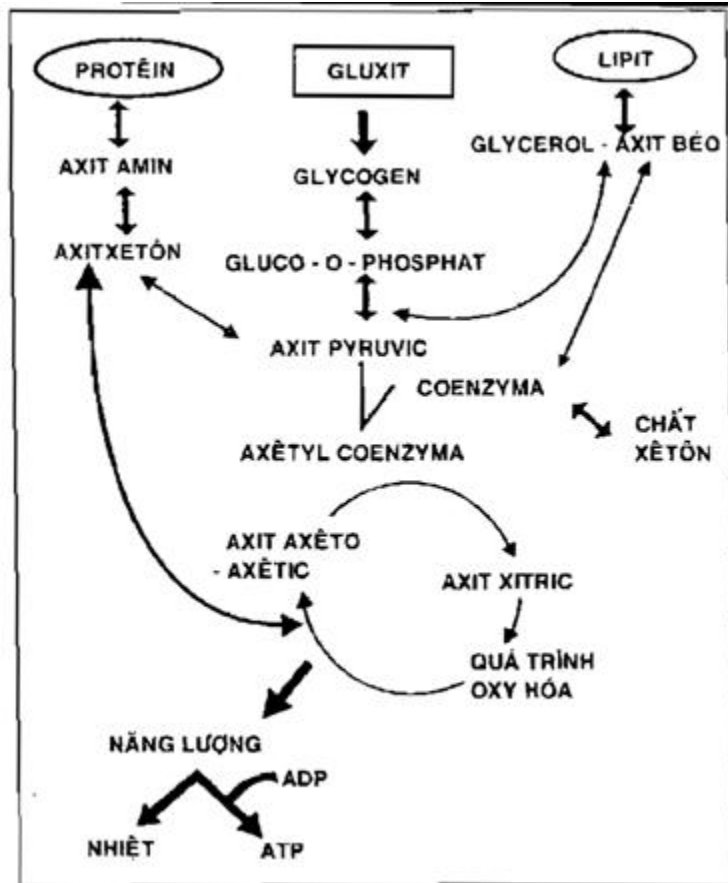 PROTÊIN
GLUXIT
LIPIT
AXIT AMIN
GLYCOGEN
GLYCEROL - AXIT BÉO
AXITXETÔN
GLUCO - O - PHOSPHAT
AXIT PYRUVIC
COENZYMA
CHẤT
XÊTÔN
AXÊTYL COENZYMA
AXIT AXÊTO
- AXÊTIC
AXIT XITRIC
QUÁ TRÌNH
OXY HÓA
NĂNG LƯỢNG
ADP
NHIỆT
ATP